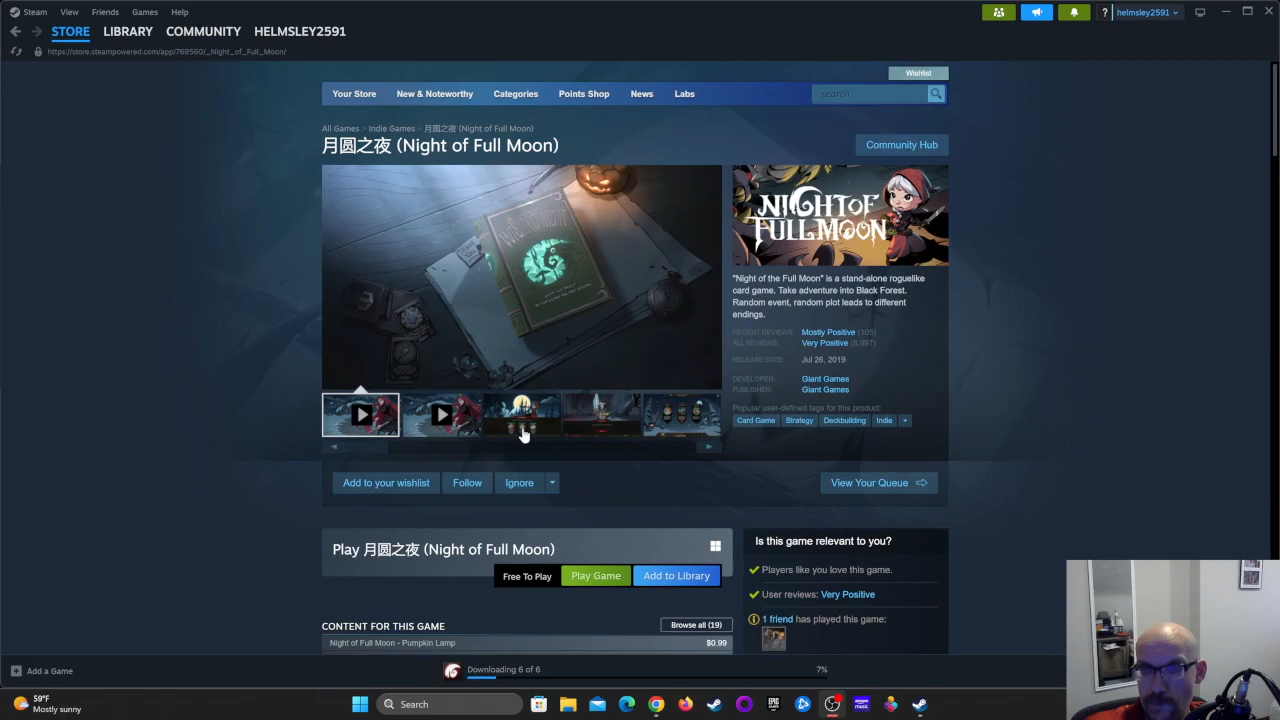 Steam View Friends Games Help
? helmsley2591
STORE LIBRARY COMMUNITY HELMSLEY2591
https://store.steampowered.com/app/769560/_Night_of_Full_Moon/
Wishlist
Your Store New & Noteworthy Categories Points Shop News Labs search
All Games > Indie Games > 月圆之夜 (Night of Full Moon)
月圆之夜 (Night of Full Moon)
Community Hub
NIGHT OF
FULL MOON
"Night of the Full Moon" is a stand-alone roguelike
card game. Take adventure into Black Forest.
Random event, random plot leads to different
endings.
RECENT REVIEWS: Mostly Positive (105)
ALL REVIEWS: Very Positive (8,997)
RELEASE DATE: Jul 26, 2019
DEVELOPER: Giant Games
PUBLISHER: Giant Games
Popular user-defined tags for this product:
Card Game Strategy Deckbuilding Indie +
Add to your wishlist Follow Ignore View Your Queue
Play 月圆之夜 (Night of Full Moon)
Free To Play Play Game Add to Library
Is this game relevant to you?
Players like you love this game.
User reviews: Very Positive
1 friend has played this game:
CONTENT FOR THIS GAME Browse all (19)
Night of Full Moon - Pumpkin Lamp $0.99
Add a Game Downloading 6 of 6 7%
59°F
Mostly sunny
Search
EPIC
GAMES
amazon
music